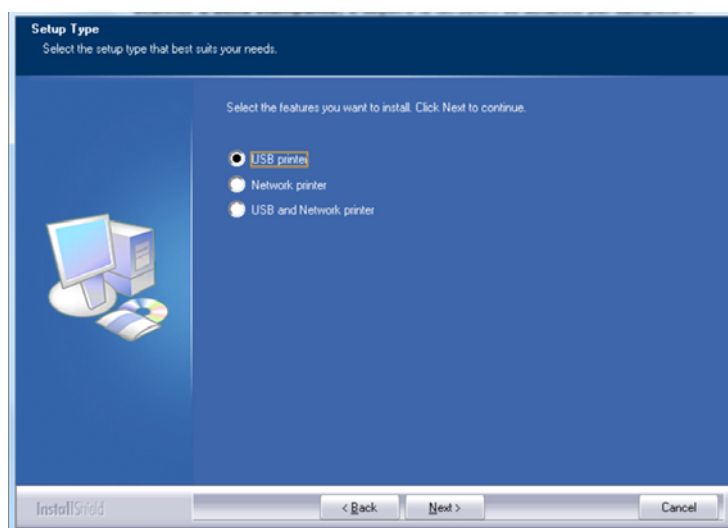 Setup Type
Select the setup type that best suits your needs.
Select the features you want to install. Click Next to continue.
USB printer
Network printer
USB and Network printer
InstallShield
< Back
Next >
Cancel